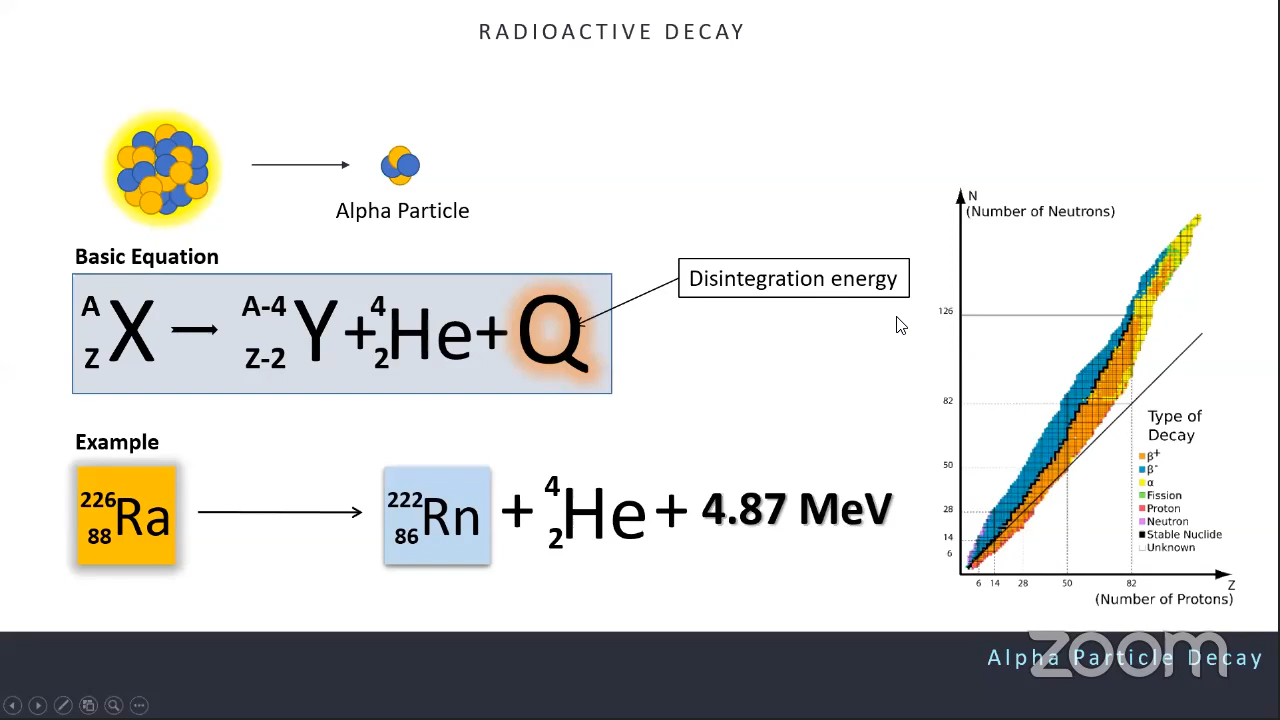 RADIOACTIVE DECAY
Alpha Particle
Basic Equation
Disintegration energy
A
Z
X → A-4
Z-2
Y + 4
2
He + Q
Example
226
88
Ra → 222
86
Rn + 4
2
He + 4.87 MeV
N
(Number of Neutrons)
126
82
50
28
14
6
6 14 28 50 82
Z
(Number of Protons)
Type of
Decay
β+
β-
α
Fission
Proton
Neutron
Stable Nuclide
Unknown
zoom
Alpha Particle Decay